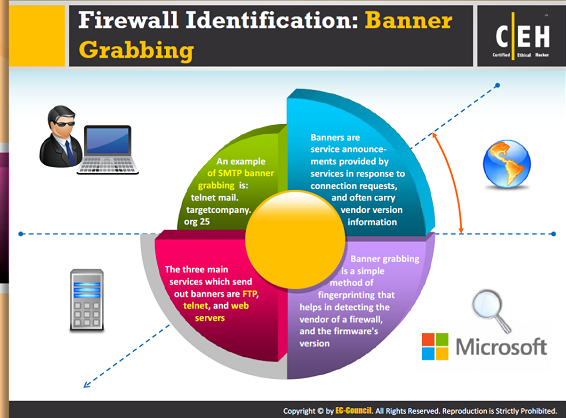 Firewall Identification: Banner
Grabbing
C|EH
Certified Ethical Hacker
An example
of SMTP banner
grabbing is:
telnet mail.
targetcompany.
org 25
Banners are
service announce-
ments provided by
services in response to
connection requests,
and often carry
vendor version
information
The three main
services which send
out banners are FTP,
telnet, and web
servers
Banner grabbing
is a simple
method of
fingerprinting that
helps in detecting the
vendor of a firewall,
and the firmware's
version
Microsoft
Copyright © by EC-Council. All Rights Reserved. Reproduction is Strictly Prohibited.